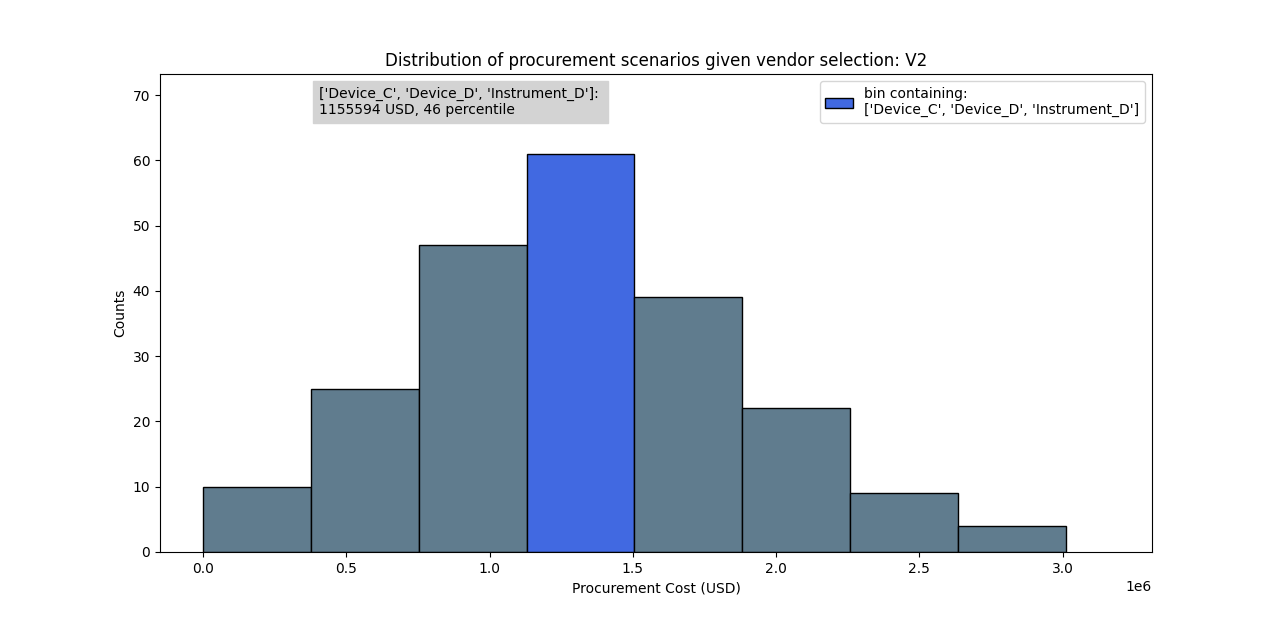 Distribution of procurement scenarios given vendor selection: V2
['Device_C', 'Device_D', 'Instrument_D']:
1155594 USD, 46 percentile
bin containing:
['Device_C', 'Device_D', 'Instrument_D']
Counts
70
60
50
40
30
20
10
0
0.0 0.5 1.0 1.5 2.0 2.5 3.0
1e6
Procurement Cost (USD)